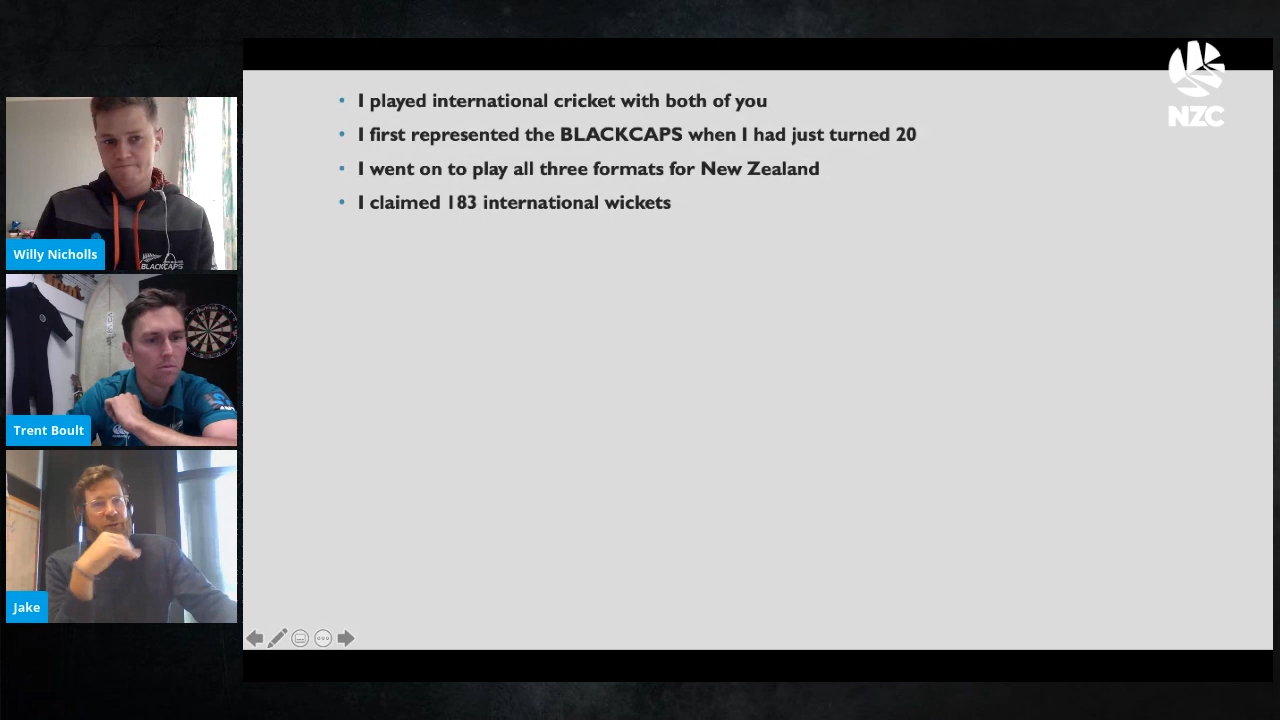 NZC
I played international cricket with both of you
I first represented the BLACKCAPS when I had just turned 20
I went on to play all three formats for New Zealand
I claimed 183 international wickets
BLACKCAPS
Willy Nicholls
Trent Boult
Jake